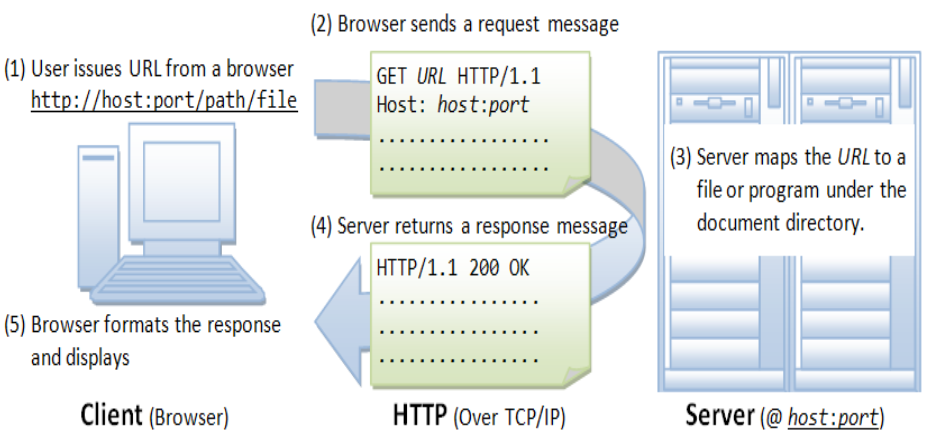 (1) User issues URL from a browser
http://host:port/path/file
(2) Browser sends a request message
GET URL HTTP/1.1
Host: host:port
.................
.................
(3) Server maps the URL to a
file or program under the
document directory.
(4) Server returns a response message
HTTP/1.1 200 OK
................
................
................
(5) Browser formats the response
and displays
Client (Browser)
HTTP (Over TCP/IP)
Server (@ host:port)